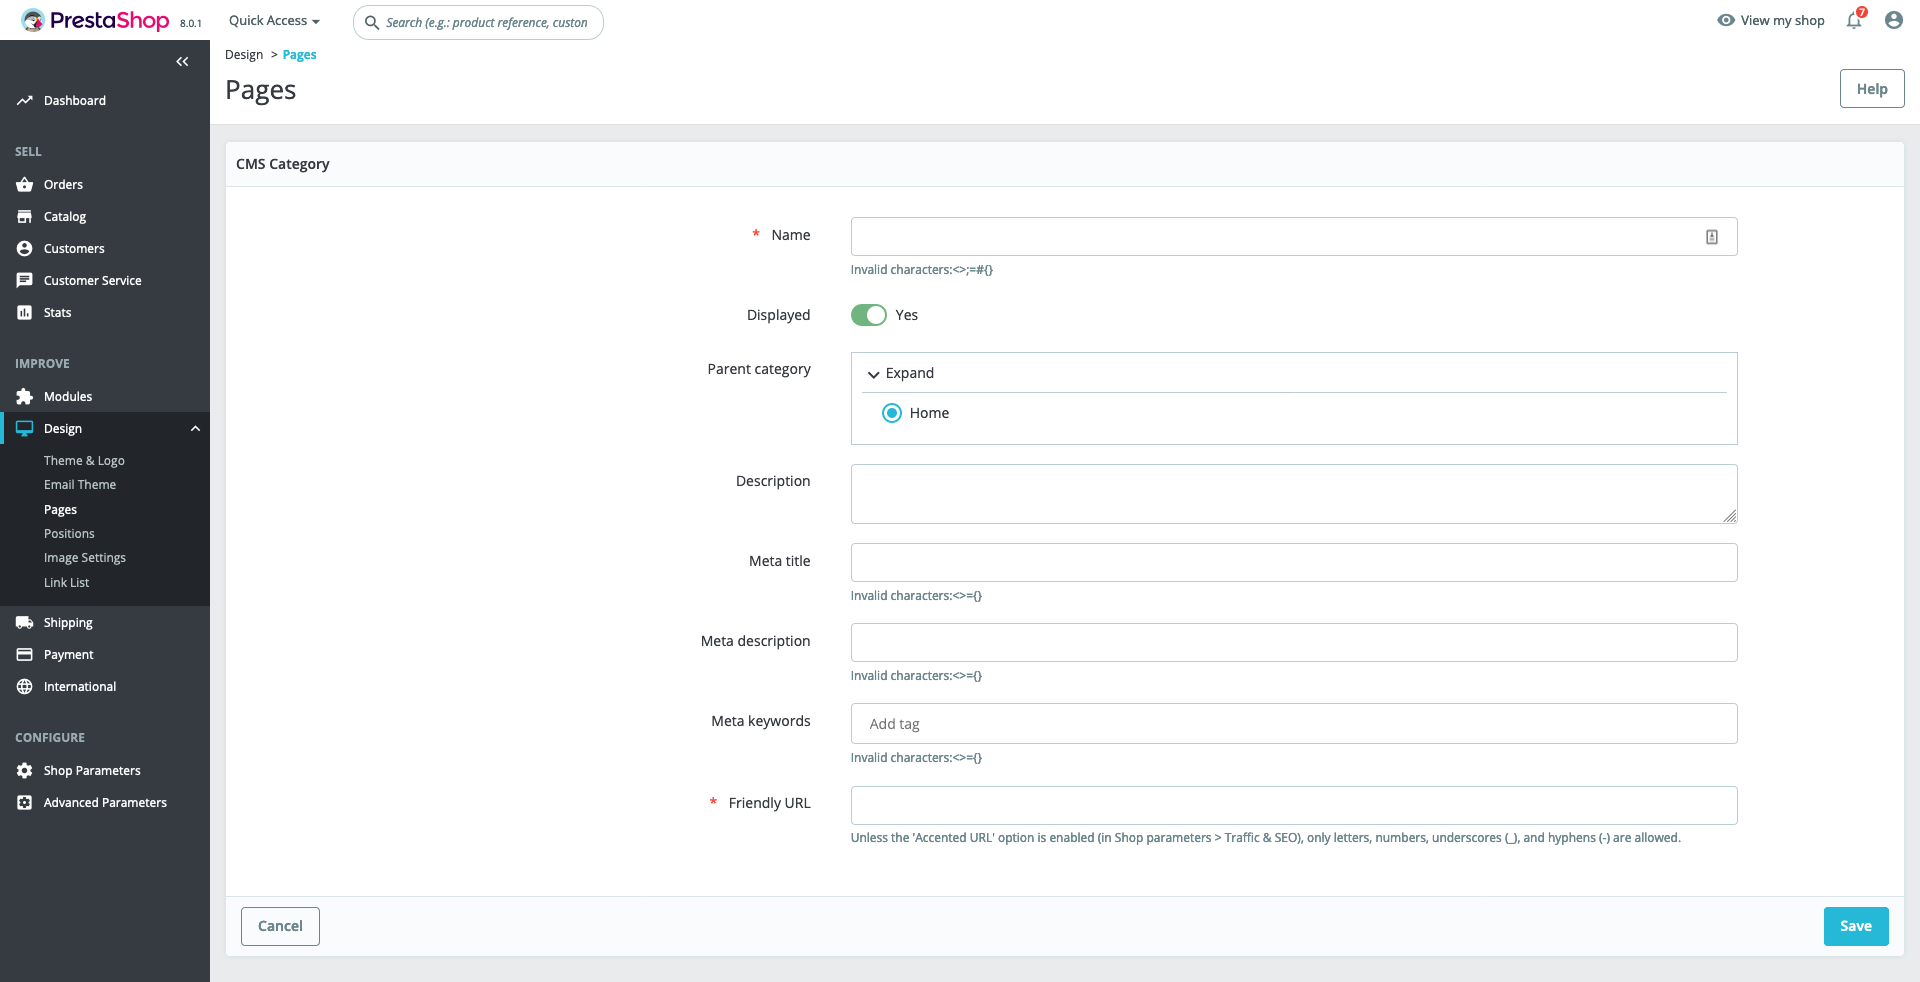 PrestaShop 8.0.1
Quick Access
Search (e.g.: product reference, custon
View my shop
7
Design > Pages
Pages
Help
Dashboard
SELL
Orders
Catalog
Customers
Customer Service
Stats
IMPROVE
Modules
Design
Theme & Logo
Email Theme
Pages
Positions
Image Settings
Link List
Shipping
Payment
International
CONFIGURE
Shop Parameters
Advanced Parameters
CMS Category
* Name
Invalid characters:<>;=#{}
Displayed Yes
Parent category
Expand
Home
Description
Meta title
Invalid characters:<>={}
Meta description
Invalid characters:<>={}
Meta keywords
Add tag
Invalid characters:<>={}
* Friendly URL
Unless the 'Accented URL' option is enabled (in Shop parameters > Traffic & SEO), only letters, numbers, underscores (_), and hyphens (-) are allowed.
Cancel
Save